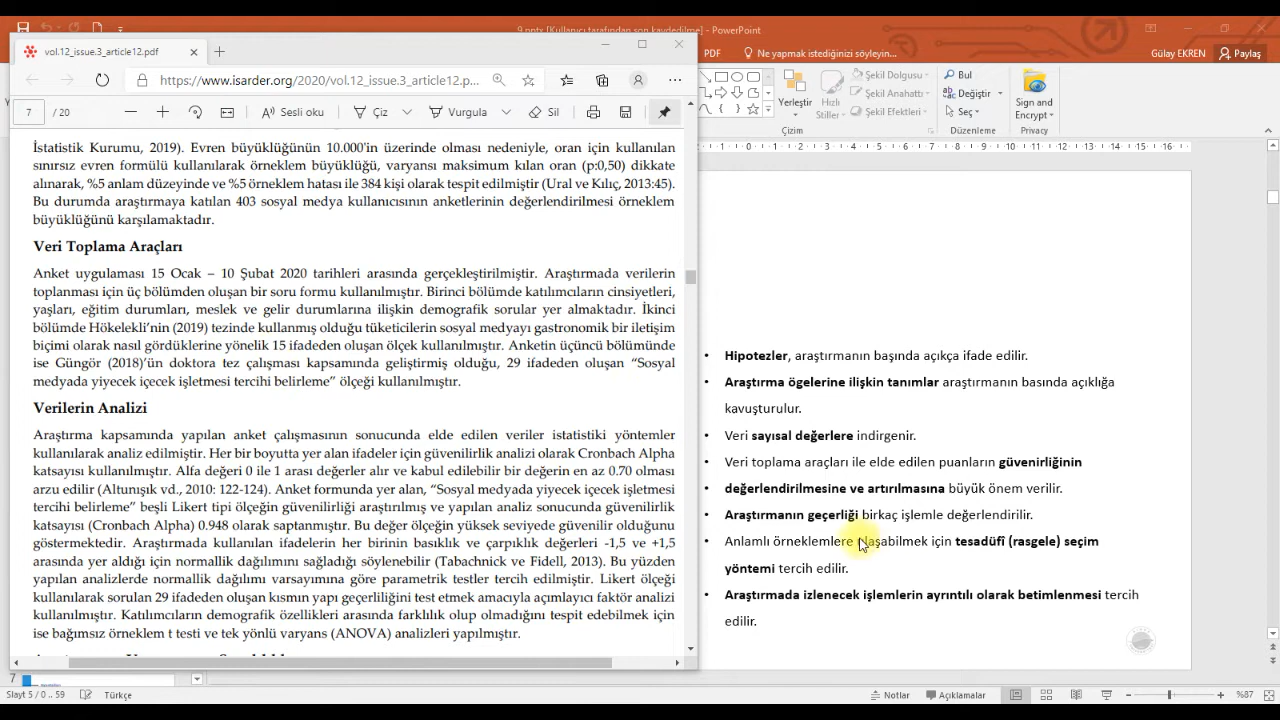 9.pptx [Kullanıcı tarafından son kaydedilme] - PowerPoint
vol.12_issue.3_article12.pdf
PDF
Ne yapmak istediğinizi söyleyin...
Gülay EKREN
Paylaş
https://www.isarder.org/2020/vol.12_issue.3_article12.p...
Yerleştir
Hızlı
Stiller
Şekil Dolgusu
Şekil Anahattı
Şekil Efektleri
Bul
Değiştir
Seç
Sign and
Encrypt
Çizim
Düzenleme
Privacy
7 / 20
Sesli oku
Çiz
Vurgula
Sil
1 2 3 4 5 6 7 8 9 10 11 12 13 14 15 16
İstatistik Kurumu, 2019). Evren büyüklüğünün 10.000'in üzerinde olması nedeniyle, oran için kullanılan
sınırsız evren formülü kullanılarak örneklem büyüklüğü, varyansı maksimum kılan oran (p:0,50) dikkate
alınarak, %5 anlam düzeyinde ve %5 örneklem hatası ile 384 kişi olarak tespit edilmiştir (Ural ve Kılıç, 2013:45).
Bu durumda araştırmaya katılan 403 sosyal medya kullanıcısının anketlerinin değerlendirilmesi örneklem
büyüklüğünü karşılamaktadır.
Veri Toplama Araçları
Anket uygulaması 15 Ocak – 10 Şubat 2020 tarihleri arasında gerçekleştirilmiştir. Araştırmada verilerin
toplanması için üç bölümden oluşan bir soru formu kullanılmıştır. Birinci bölümde katılımcıların cinsiyetleri,
yaşları, eğitim durumları, meslek ve gelir durumlarına ilişkin demografik sorular yer almaktadır. İkinci
bölümde Hökelekli'nin (2019) tezinde kullanmış olduğu tüketicilerin sosyal medyayı gastronomik bir iletişim
biçimi olarak nasıl gördüklerine yönelik 15 ifadeden oluşan ölçek kullanılmıştır. Anketin üçüncü bölümünde
ise Güngör (2018)'ün doktora tez çalışması kapsamında geliştirmiş olduğu, 29 ifadeden oluşan “Sosyal
medyada yiyecek içecek işletmesi tercihi belirleme” ölçeği kullanılmıştır.
Verilerin Analizi
Araştırma kapsamında yapılan anket çalışmasının sonucunda elde edilen veriler istatistiki yöntemler
kullanılarak analiz edilmiştir. Her bir boyutta yer alan ifadeler için güvenilirlik analizi olarak Cronbach Alpha
katsayısı kullanılmıştır. Alfa değeri 0 ile 1 arası değerler alır ve kabul edilebilir bir değerin en az 0.70 olması
arzu edilir (Altunışık vd., 2010: 122-124). Anket formunda yer alan, “Sosyal medyada yiyecek içecek işletmesi
tercihi belirleme” beşli Likert tipi ölçeğin güvenilirliği araştırılmış ve yapılan analiz sonucunda güvenilirlik
katsayısı (Cronbach Alpha) 0.948 olarak saptanmıştır. Bu değer ölçeğin yüksek seviyede güvenilir olduğunu
göstermektedir. Araştırmada kullanılan ifadelerin her birinin basıklık ve çarpıklık değerleri -1,5 ve +1,5
arasında yer aldığı için normallik dağılımını sağladığı söylenebilir (Tabachnick ve Fidell, 2013). Bu yüzden
yapılan analizlerde normallik dağılımı varsayımına göre parametrik testler tercih edilmiştir. Likert ölçeği
kullanılarak sorulan 29 ifadeden oluşan kısmın yapı geçerliliğini test etmek amacıyla açımlayıcı faktör analizi
kullanılmıştır. Katılımcıların demografik özellikleri arasında farklılık olup olmadığını tespit edebilmek için
ise bağımsız örneklem t testi ve tek yönlü varyans (ANOVA) analizleri yapılmıştır.
• Hipotezler, araştırmanın başında açıkça ifade edilir.
• Araştırma ögelerine ilişkin tanımlar araştırmanın basında açıklığa
kavuşturulur.
• Veri sayısal değerlere indirgenir.
• Veri toplama araçları ile elde edilen puanların güvenirliğinin
• değerlendirilmesine ve artırılmasına büyük önem verilir.
• Araştırmanın geçerliği birkaç işlemle değerlendirilir.
• Anlamlı örneklemlere ulaşabilmek için tesadüfî (rasgele) seçim
yöntemi tercih edilir.
• Araştırmada izlenecek işlemlerin ayrıntılı olarak betimlenmesi tercih
edilir.
7
Slayt 5 / 0 .. 59
Türkçe
Notlar
Açıklamalar
%87